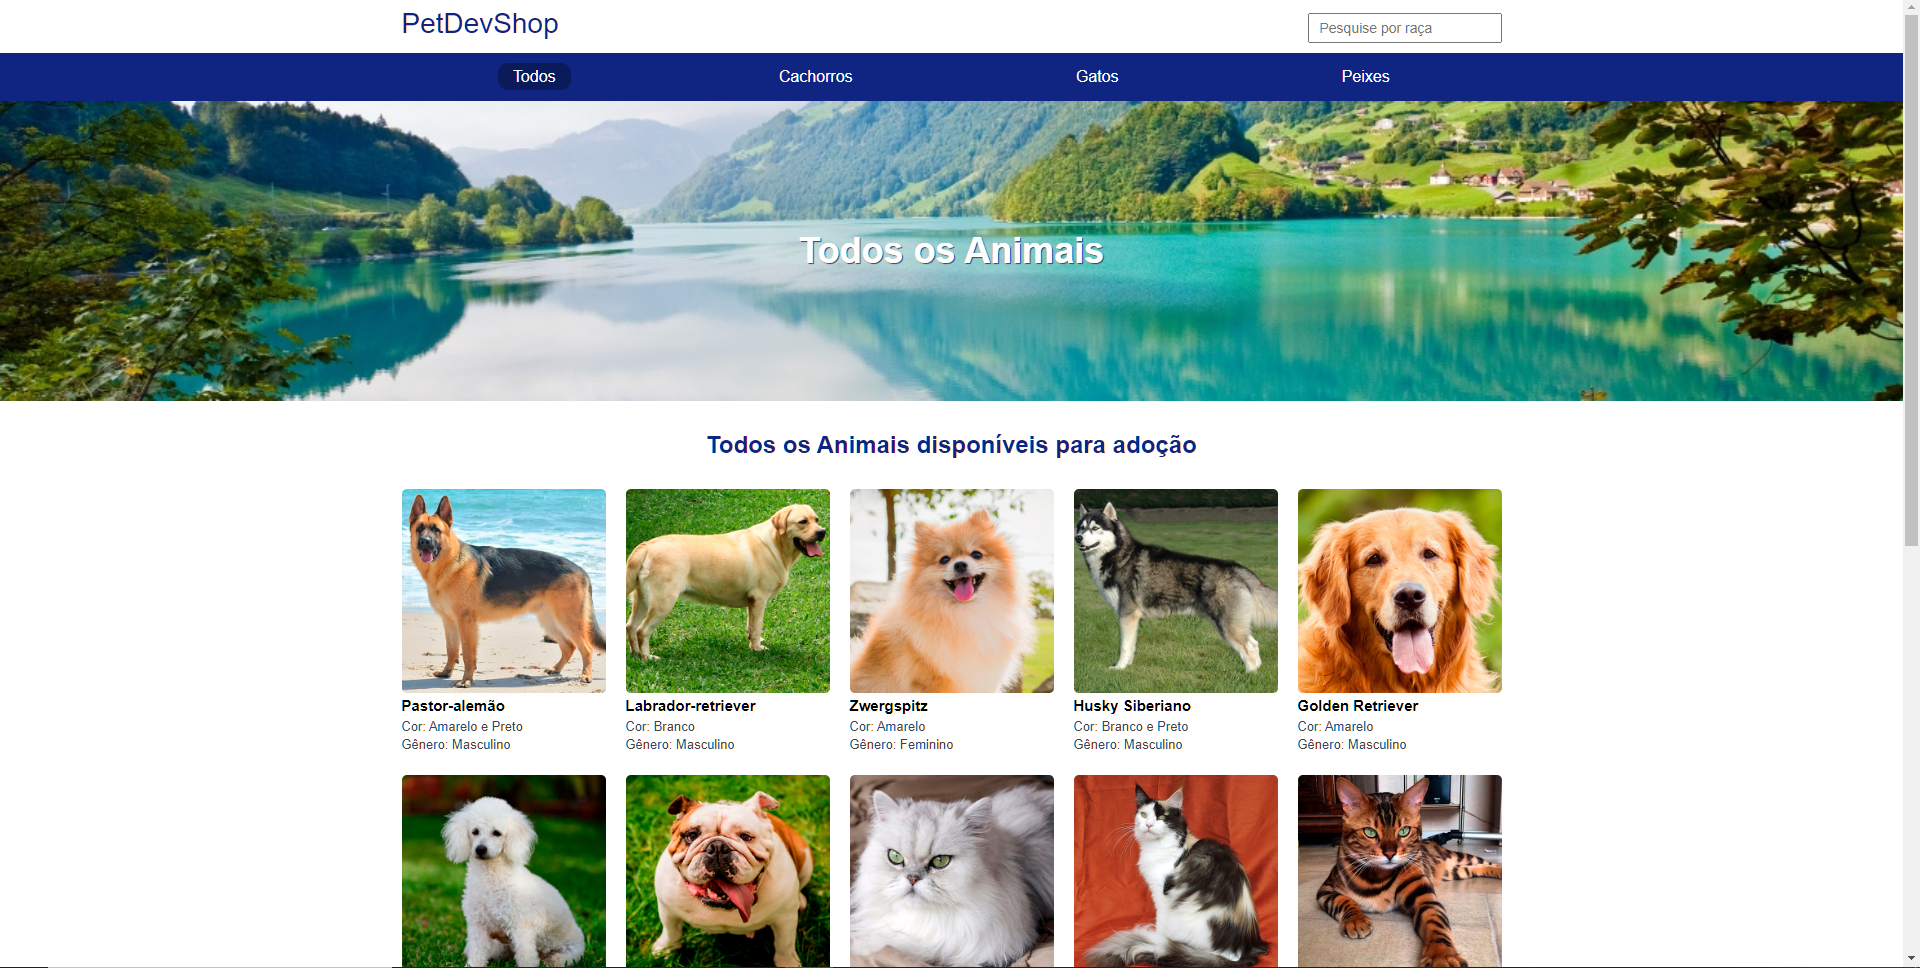 PetDevShop
Pesquise por raça
Todos
Cachorros
Gatos
Peixes
Todos os Animais
Todos os Animais disponíveis para adoção
Pastor-alemão
Cor: Amarelo e Preto
Gênero: Masculino
Labrador-retriever
Cor: Branco
Gênero: Masculino
Zwergspitz
Cor: Amarelo
Gênero: Feminino
Husky Siberiano
Cor: Branco e Preto
Gênero: Masculino
Golden Retriever
Cor: Amarelo
Gênero: Masculino